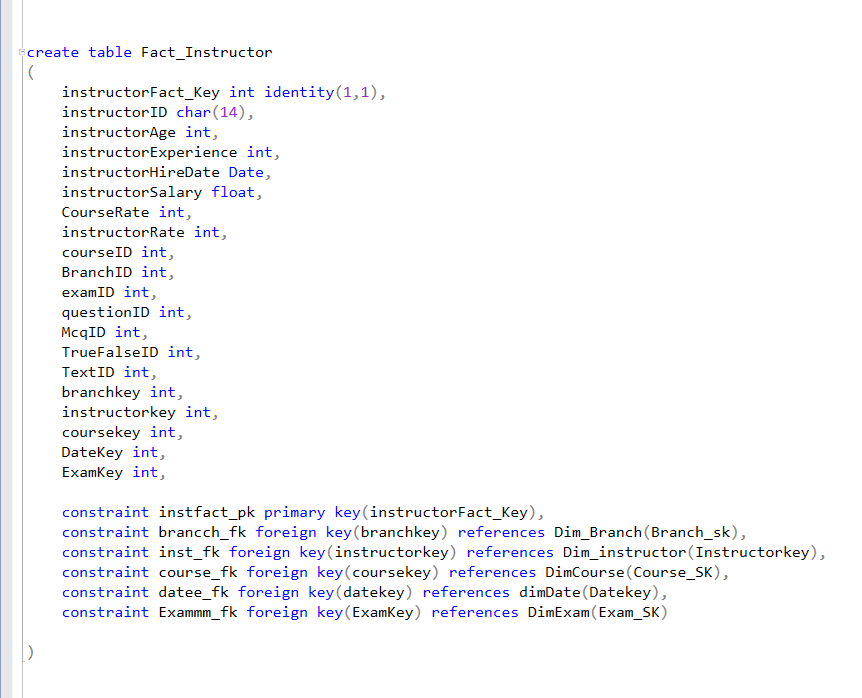 create table Fact_Instructor
(
instructorFact_Key int identity(1,1),
instructorID char(14),
instructorAge int,
instructorExperience int,
instructorHireDate Date,
instructorSalary float,
CourseRate int,
instructorRate int,
courseID int,
BranchID int,
examID int,
questionID int,
McqID int,
TrueFalseID int,
TextID int,
branchkey int,
instructorkey int,
coursekey int,
DateKey int,
ExamKey int,
constraint instfact_pk primary key(instructorFact_Key),
constraint brancch_fk foreign key(branchkey) references Dim_Branch(Branch_sk),
constraint inst_fk foreign key(instructorkey) references Dim_instructor(Instructorkey),
constraint course_fk foreign key(coursekey) references DimCourse(Course_SK),
constraint datee_fk foreign key(datekey) references dimDate(Datekey),
constraint Exammm_fk foreign key(ExamKey) references DimExam(Exam_SK)
)